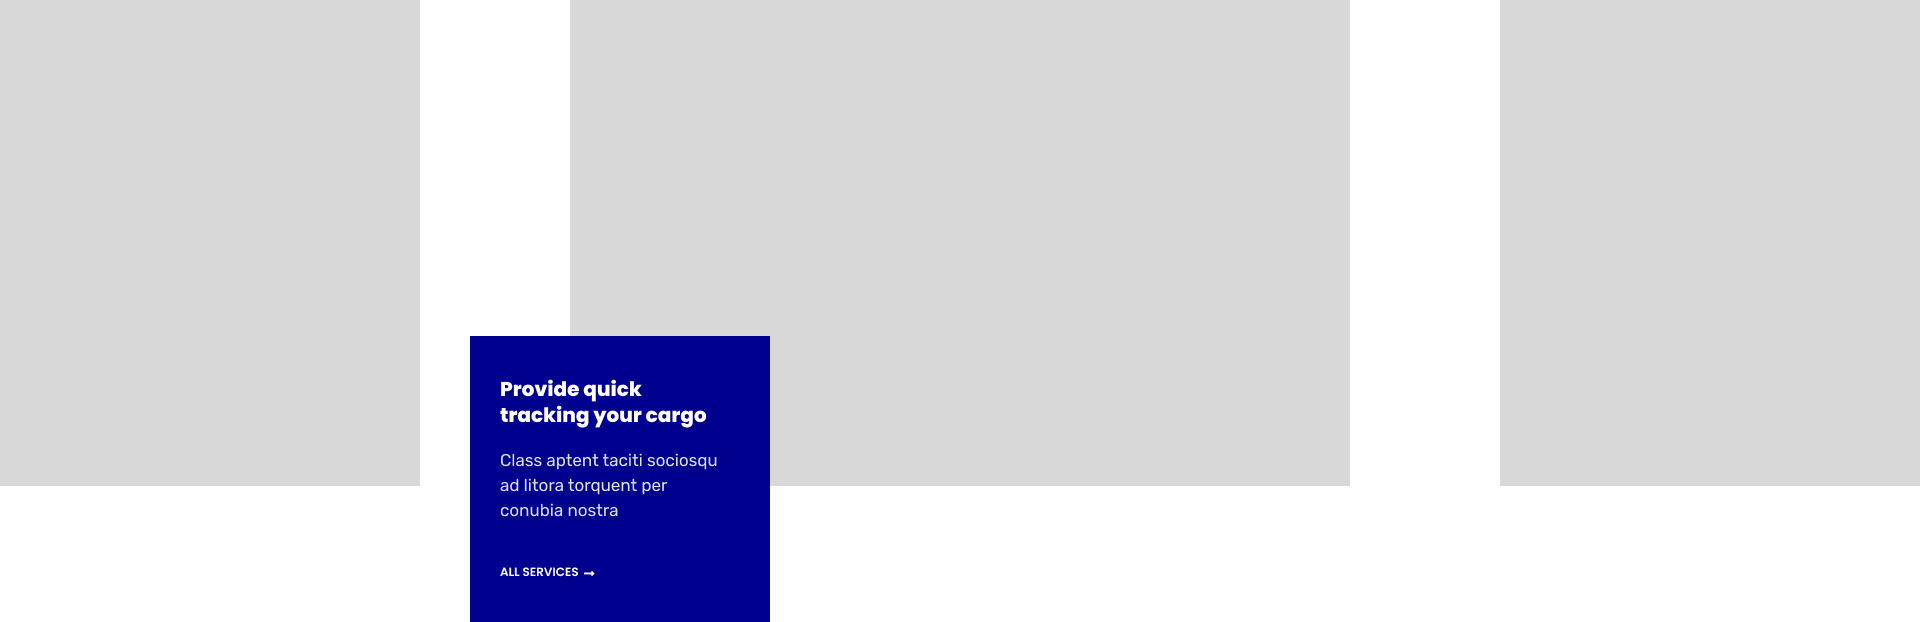 Provide quick
tracking your cargo
Class aptent taciti sociosqu
ad litora torquent per
conubia nostra
ALL SERVICES →